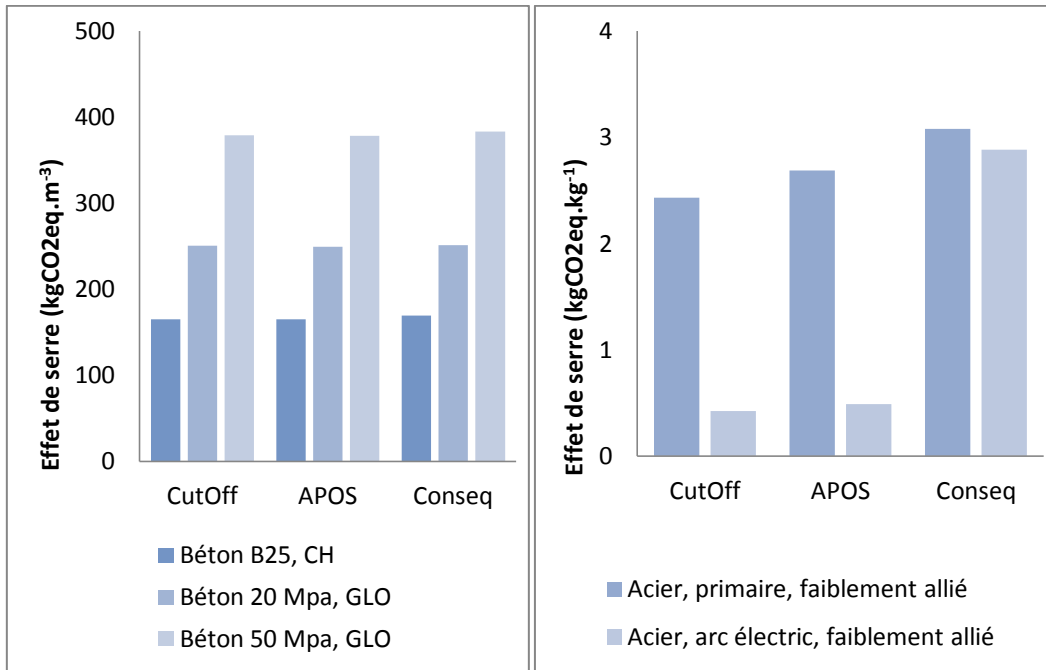 Effet de serre (kgCO2eq.m⁻³)
500
400
300
200
100
0
CutOff APOS Conseq
Béton B25, CH
Béton 20 Mpa, GLO
Béton 50 Mpa, GLO
Effet de serre (kgCO2eq.kg⁻¹)
4
3
2
1
0
CutOff APOS Conseq
Acier, primaire, faiblement allié
Acier, arc électric, faiblement allié